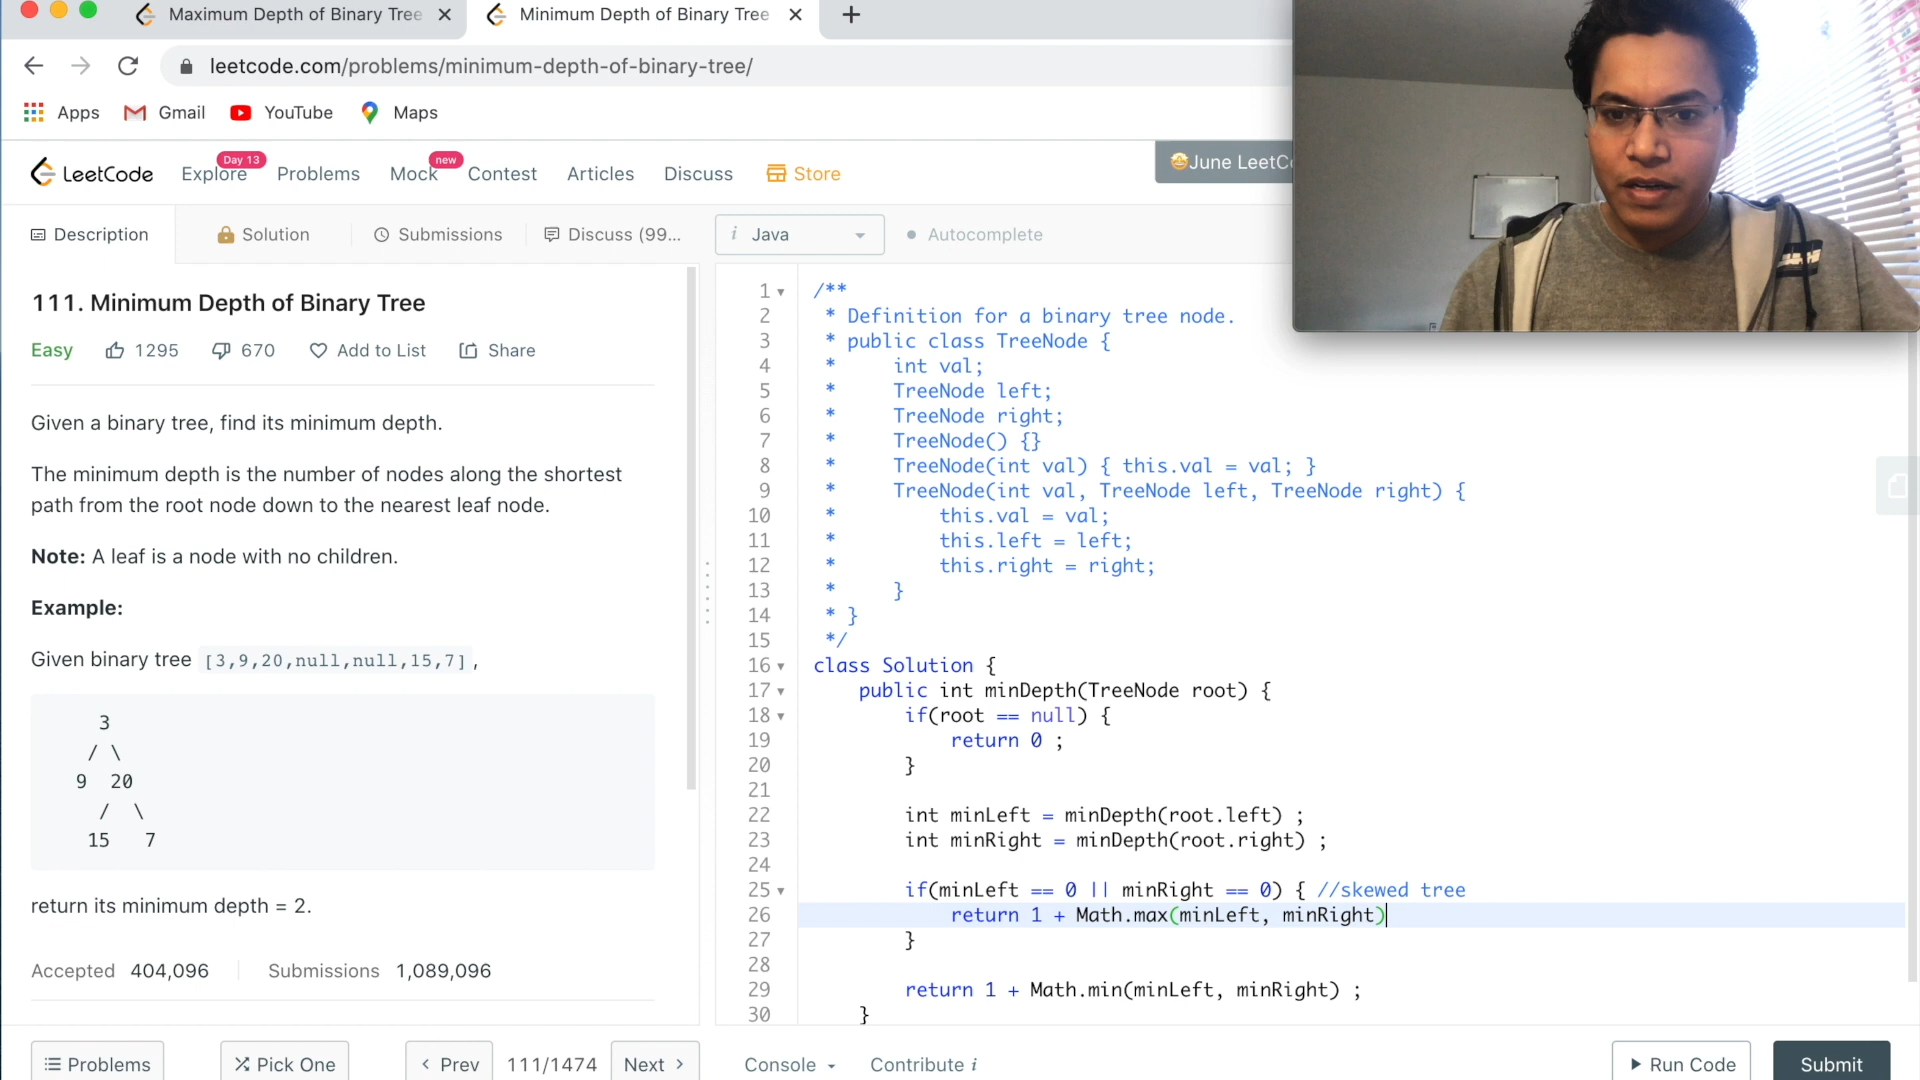 Maximum Depth of Binary Tree
Minimum Depth of Binary Tree
leetcode.com/problems/minimum-depth-of-binary-tree/
Apps
Gmail
YouTube
Maps
LeetCode
Explore
Day 13
Problems
Mock
new
Contest
Articles
Discuss
Store
🤩June LeetCo
Description
Solution
Submissions
Discuss (99...
i Java
Autocomplete
111. Minimum Depth of Binary Tree
Easy
1295
670
Add to List
Share
Given a binary tree, find its minimum depth.
The minimum depth is the number of nodes along the shortest
path from the root node down to the nearest leaf node.
Note: A leaf is a node with no children.
Example:
Given binary tree [3,9,20,null,null,15,7],
3
/ \
9 20
/ \
15 7
return its minimum depth = 2.
Accepted 404,096
Submissions 1,089,096
1 /**
2 * Definition for a binary tree node.
3 * public class TreeNode {
4 * int val;
5 * TreeNode left;
6 * TreeNode right;
7 * TreeNode() {}
8 * TreeNode(int val) { this.val = val; }
9 * TreeNode(int val, TreeNode left, TreeNode right) {
10 * this.val = val;
11 * this.left = left;
12 * this.right = right;
13 * }
14 * }
15 */
16 class Solution {
17 public int minDepth(TreeNode root) {
18 if(root == null) {
19 return 0 ;
20 }
21
22 int minLeft = minDepth(root.left) ;
23 int minRight = minDepth(root.right) ;
24
25 if(minLeft == 0 || minRight == 0) { //skewed tree
26 return 1 + Math.max(minLeft, minRight)
27 }
28
29 return 1 + Math.min(minLeft, minRight) ;
30 }
Problems
Pick One
Prev
111/1474
Next
Console
Contribute i
Run Code
Submit